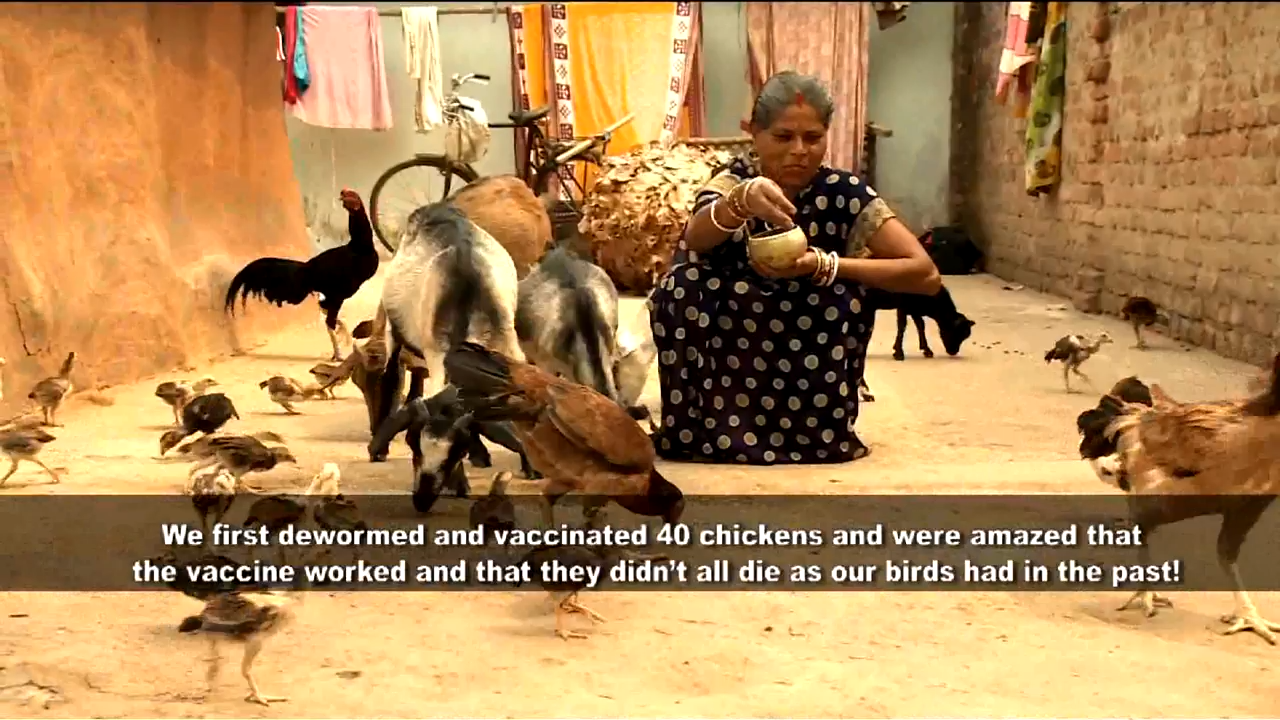 We first dewormed and vaccinated 40 chickens and were amazed that
the vaccine worked and that they didn't all die as our birds had in the past!